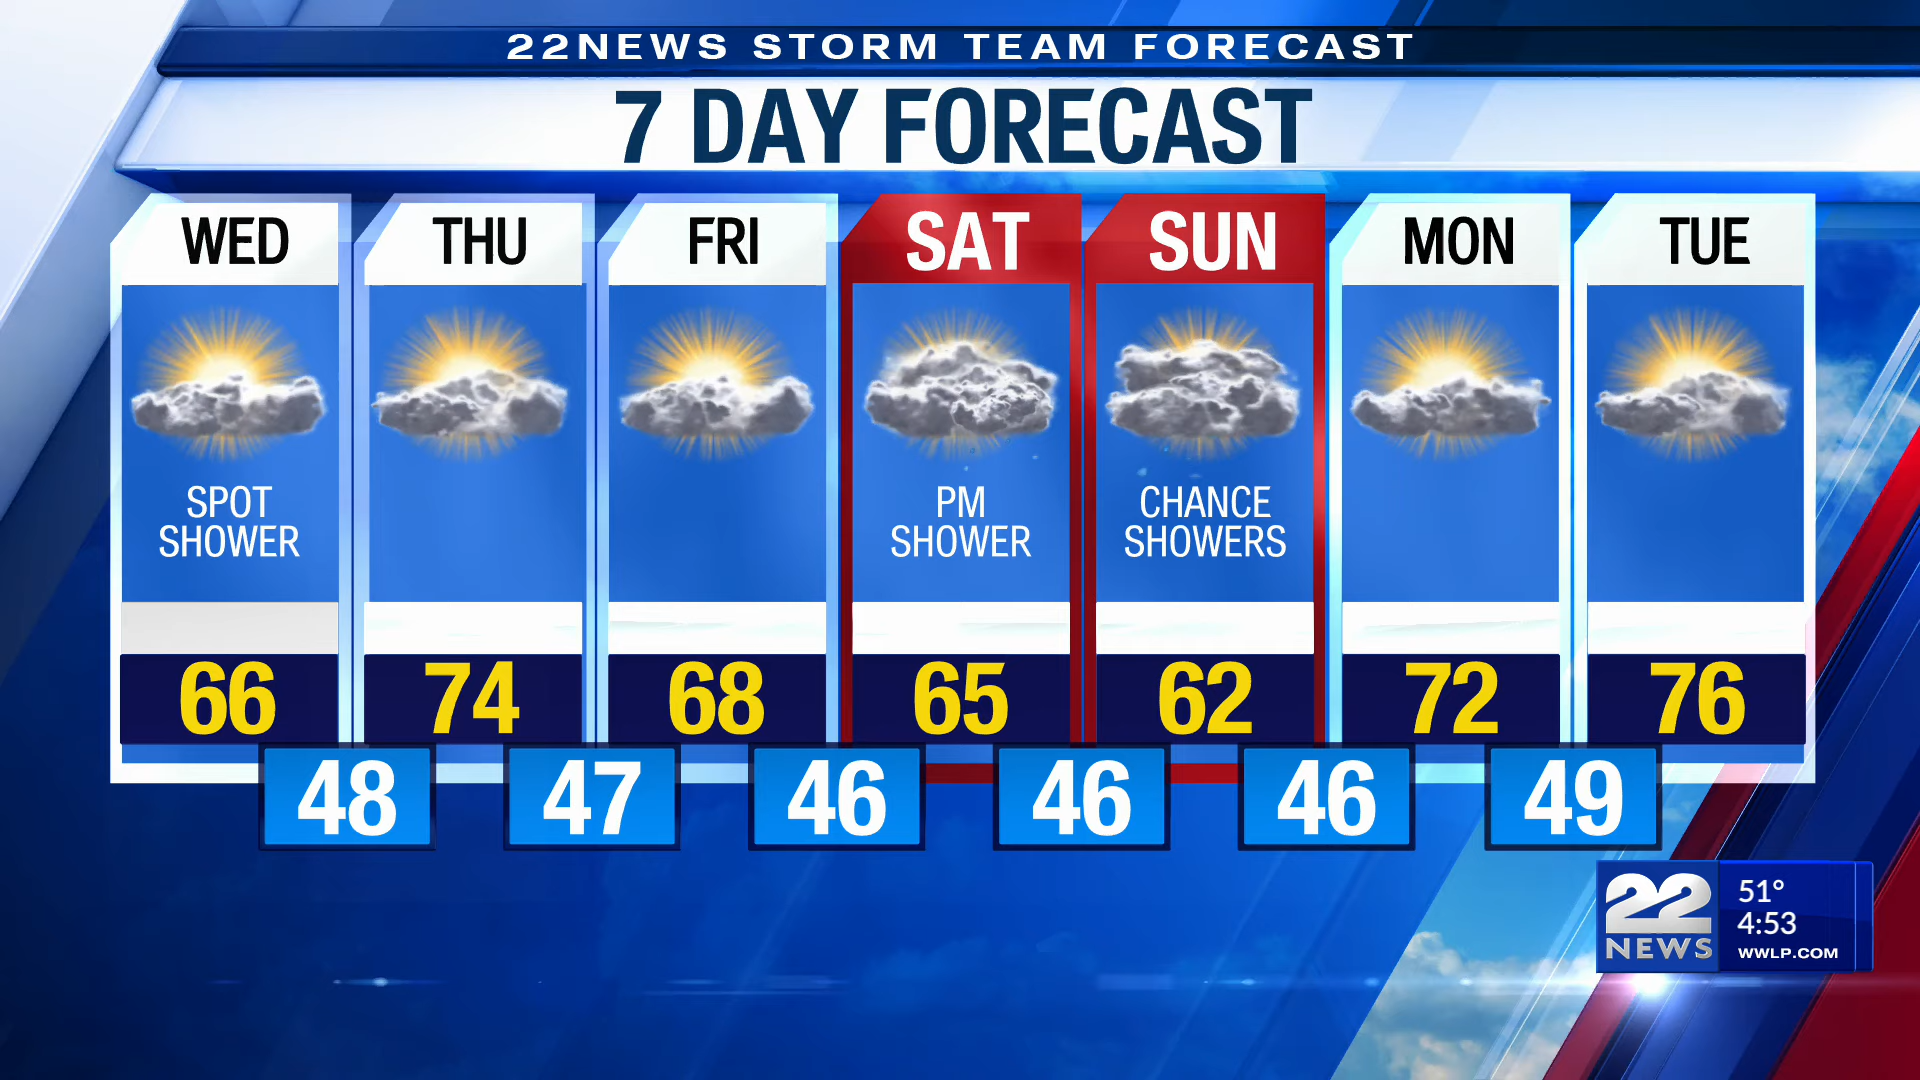 22NEWS STORM TEAM FORECAST
7 DAY FORECAST
WED THU FRI SAT SUN MON TUE
SPOT
SHOWER
PM
SHOWER
CHANCE
SHOWERS
66 74 68 65 62 72 76
48 47 46 46 46 49
22
NEWS
51°
4:53
WWLP.COM